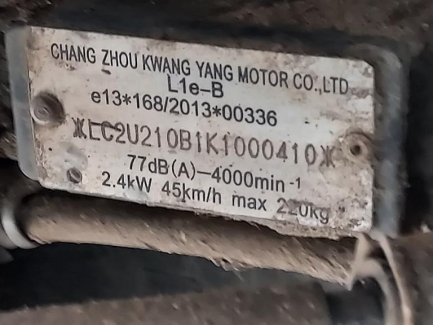 CHANG ZHOU KWANG YANG MOTOR CO.,LTD
L1e-B
e13*168/2013*00336
*LC2U210B1K1000410*
77dB(A)-4000min-1
2.4kW 45km/h max 220kg